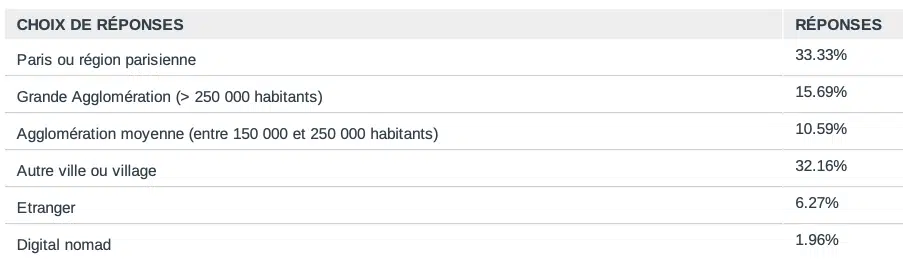 CHOIX DE RÉPONSES RÉPONSES
Paris ou région parisienne 33.33%
Grande Agglomération (> 250 000 habitants) 15.69%
Agglomération moyenne (entre 150 000 et 250 000 habitants) 10.59%
Autre ville ou village 32.16%
Etranger 6.27%
Digital nomad 1.96%